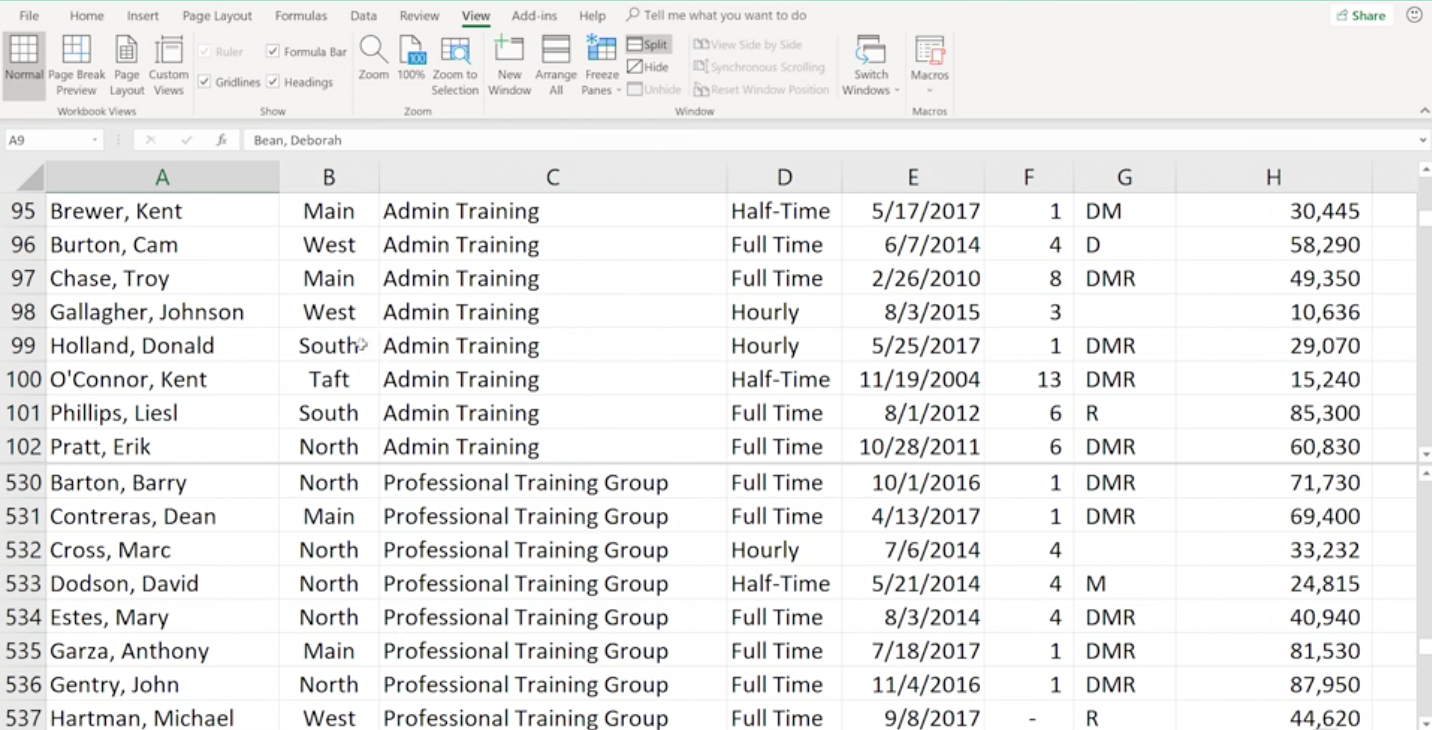 File Home Insert Page Layout Formulas Data Review View Add-ins Help Tell me what you want to do Share
Normal Page Break Preview Page Layout Custom Views Ruler Formula Bar Gridlines Headings Zoom 100% Zoom to Selection New Window Arrange All Freeze Panes Split Hide Unhide View Side by Side Synchronous Scrolling Reset Window Position Switch Windows Macros
Workbook Views Show Zoom Window Macros
A9 fx Bean, Deborah
A B C D E F G H
95 Brewer, Kent Main Admin Training Half-Time 5/17/2017 1 DM 30,445
96 Burton, Cam West Admin Training Full Time 6/7/2014 4 D 58,290
97 Chase, Troy Main Admin Training Full Time 2/26/2010 8 DMR 49,350
98 Gallagher, Johnson West Admin Training Hourly 8/3/2015 3 10,636
99 Holland, Donald South Admin Training Hourly 5/25/2017 1 DMR 29,070
100 O'Connor, Kent Taft Admin Training Half-Time 11/19/2004 13 DMR 15,240
101 Phillips, Liesl South Admin Training Full Time 8/1/2012 6 R 85,300
102 Pratt, Erik North Admin Training Full Time 10/28/2011 6 DMR 60,830
530 Barton, Barry North Professional Training Group Full Time 10/1/2016 1 DMR 71,730
531 Contreras, Dean Main Professional Training Group Full Time 4/13/2017 1 DMR 69,400
532 Cross, Marc North Professional Training Group Hourly 7/6/2014 4 33,232
533 Dodson, David North Professional Training Group Half-Time 5/21/2014 4 M 24,815
534 Estes, Mary North Professional Training Group Full Time 8/3/2014 4 DMR 40,940
535 Garza, Anthony Main Professional Training Group Full Time 7/18/2017 1 DMR 81,530
536 Gentry, John North Professional Training Group Full Time 11/4/2016 1 DMR 87,950
537 Hartman, Michael West Professional Training Group Full Time 9/8/2017 - R 44,620